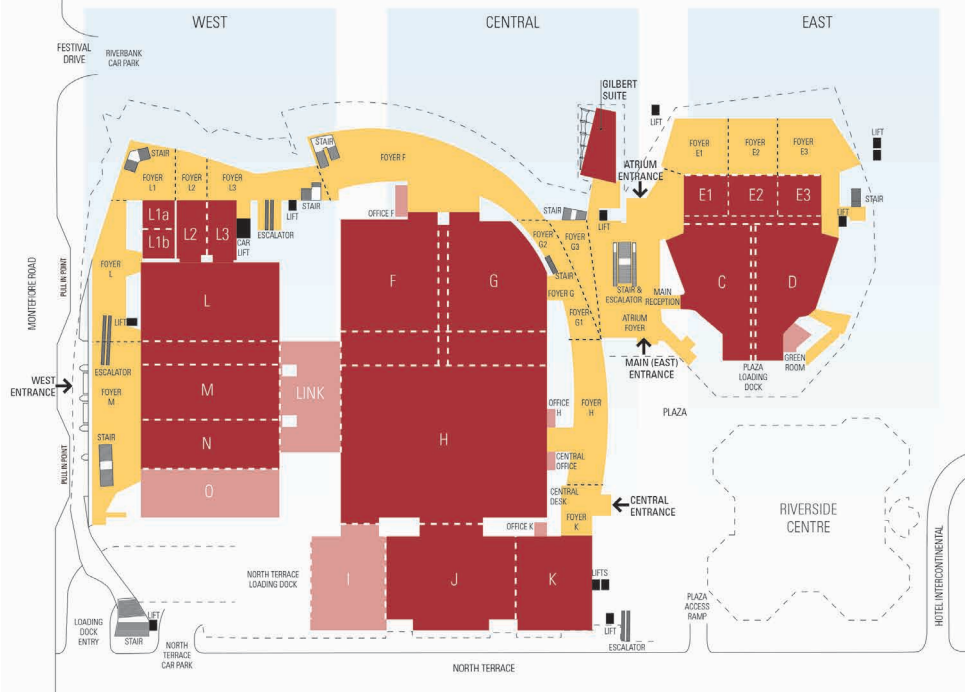 WEST
CENTRAL
EAST
FESTIVAL
DRIVE
RIVERBANK
CAR PARK
GILBERT
SUITE
LIFT
LIFT
STAIR
STAIR
FOYER F
FOYER
E1
FOYER
E2
FOYER
E3
ATRIUM
ENTRANCE
FOYER
L1
FOYER
L2
FOYER
L3
STAIR
LIFT
ESCALATOR
OFFICE F
STAIR
LIFT
E1
E2
E3
STAIR
LIFT
L1a
L1b
L2
L3
CAR
LIFT
FOYER
G2
FOYER
G3
STAIR
FOYER G
FOYER
G1
STAIR &
ESCALATOR
MAIN
RECEPTION
ATRIUM
FOYER
MONTEFIORE ROAD
PULL IN POINT
FOYER
L
L
F
G
C
D
LIFT
ESCALATOR
MAIN (EAST)
ENTRANCE
PLAZA
LOADING
DOCK
GREEN
ROOM
WEST
ENTRANCE
FOYER
M
M
LINK
OFFICE
H
FOYER
H
PLAZA
STAIR
N
H
CENTRAL
OFFICE
PULL IN POINT
O
CENTRAL
DESK
CENTRAL
ENTRANCE
OFFICE K
FOYER
K
RIVERSIDE
CENTRE
HOTEL INTERCONTINENTAL
NORTH TERRACE
LOADING DOCK
I
J
K
LIFTS
PLAZA
ACCESS
RAMP
LOADING
DOCK
ENTRY
LIFT
STAIR
NORTH
TERRACE
CAR PARK
LIFT
ESCALATOR
NORTH TERRACE